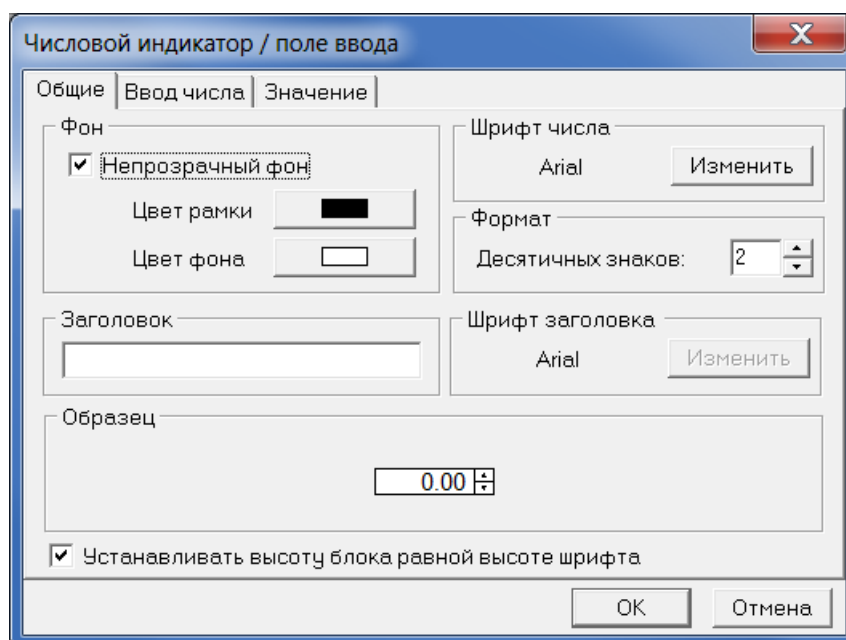 Числовой индикатор / поле ввода
Общие Ввод числа Значение
Фон
Непрозрачный фон
Цвет рамки
Цвет фона
Шрифт числа
Arial Изменить
Формат
Десятичных знаков: 2
Заголовок
Шрифт заголовка
Arial Изменить
Образец
0.00
Устанавливать высоту блока равной высоте шрифта
OK Отмена